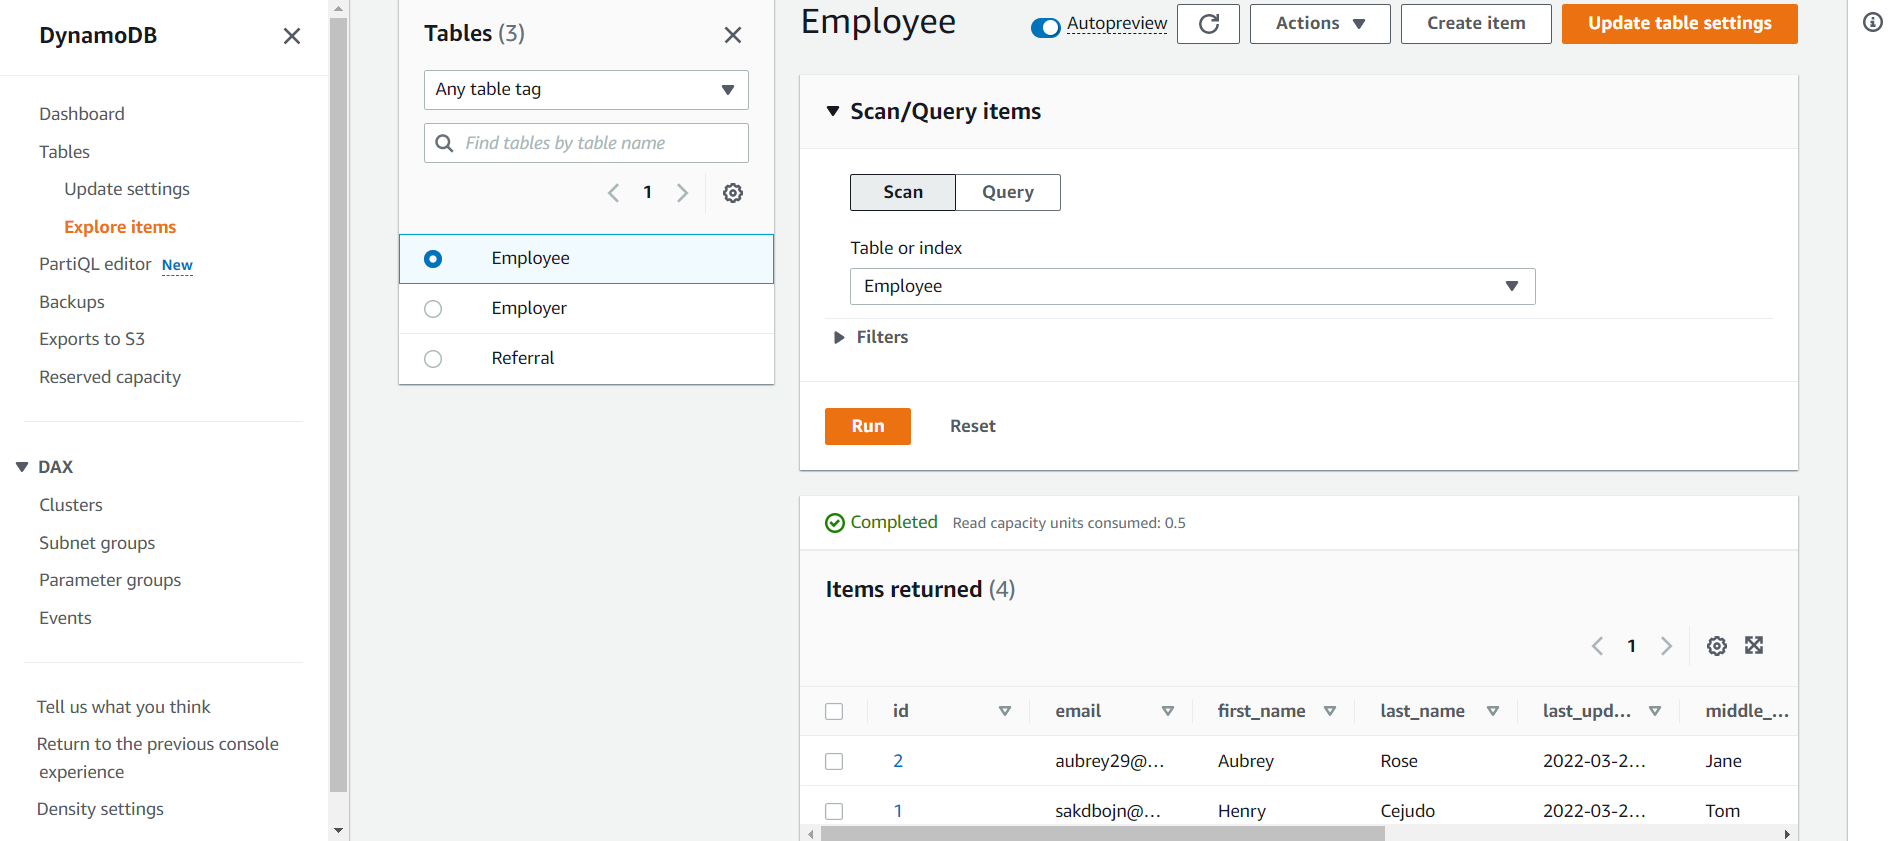 DynamoDB
Dashboard
Tables
Update settings
Explore items
PartiQL editor New
Backups
Exports to S3
Reserved capacity
DAX
Clusters
Subnet groups
Parameter groups
Events
Tell us what you think
Return to the previous console
experience
Density settings
Tables (3)
Any table tag
Find tables by table name
1
Employee
Employer
Referral
Employee
Autopreview
Actions
Create item
Update table settings
Scan/Query items
Scan Query
Table or index
Employee
Filters
Run Reset
Completed Read capacity units consumed: 0.5
Items returned (4)
1
id email first_name last_name last_upd... middle_...
2 aubrey29@... Aubrey Rose 2022-03-2... Jane
1 sakdbojn@... Henry Cejudo 2022-03-2... Tom